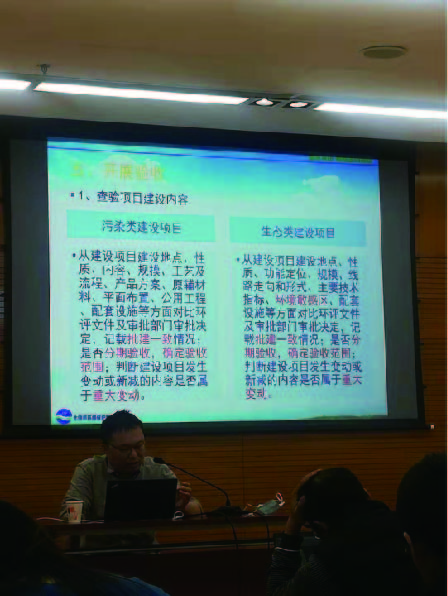 开展验收
1、查验项目建设内容
污染类建设项目
•从建设项目建设地点、性
质、内容、规模、工艺及
流程、产品方案、原辅材
料、平面布置、公用工程
、配套设施等方面对比环
评文件及审批部门审批决
定，记载批建一致情况；
是否分期验收，确定验收
范围；判断建设项目发生
变动或新减的内容是否属
于重大变动。
生态类建设项目
•从建设项目建设地点、性
质、功能定位、规模、线
路走向和形式、主要技术
指标、环境敏感区、配套
设施等方面对比环评文件
及审批部门审批决定，记
载批建一致情况；是否分
期验收，确定验收范围；
判断建设项目发生变动或
新减的内容是否属于重大
变动。